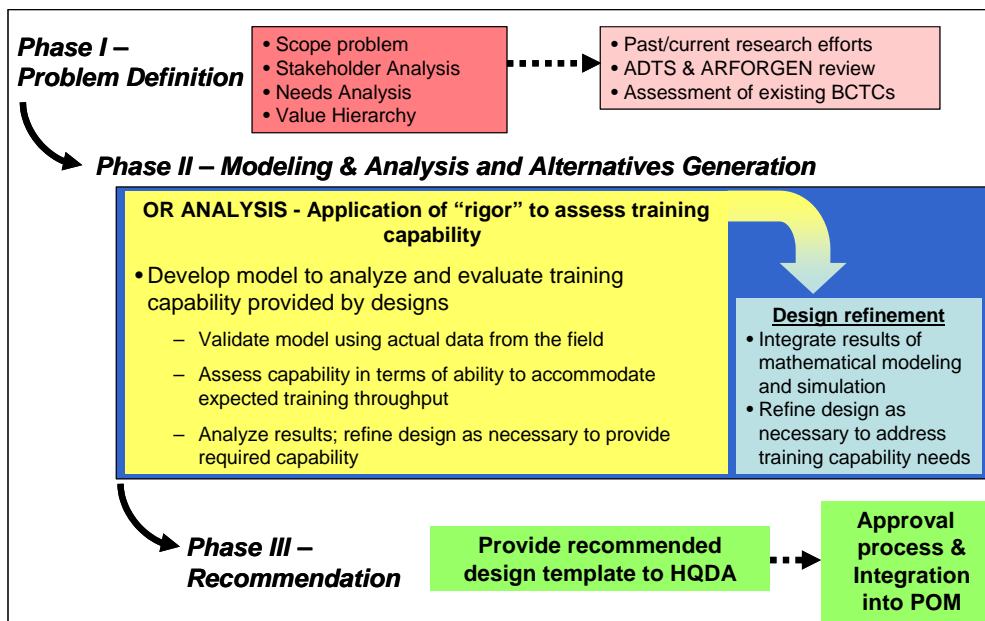 Phase I –
Problem Definition
• Scope problem
• Stakeholder Analysis
• Needs Analysis
• Value Hierarchy
• Past/current research efforts
• ADTS & ARFORGEN review
• Assessment of existing BCTCs
Phase II – Modeling & Analysis and Alternatives Generation
OR ANALYSIS - Application of “rigor” to assess training
capability
• Develop model to analyze and evaluate training
capability provided by designs
– Validate model using actual data from the field
– Assess capability in terms of ability to accommodate
expected training throughput
– Analyze results; refine design as necessary to provide
required capability
Design refinement
• Integrate results of
mathematical modeling
and simulation
• Refine design as
necessary to address
training capability needs
Phase III –
Recommendation
Provide recommended
design template to HQDA
Approval
process &
Integration
into POM